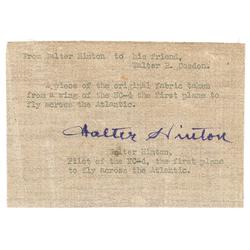 From Walter Hinton to his friend,
Walter E. Cosdon.
A piece of the original fabric taken
from a wing of the NC-4 the first plane to
fly across the Atlantic.
Walter Hinton
Walter Hinton,
Pilot of the NC-4, the first plane
to fly across the Atlantic.